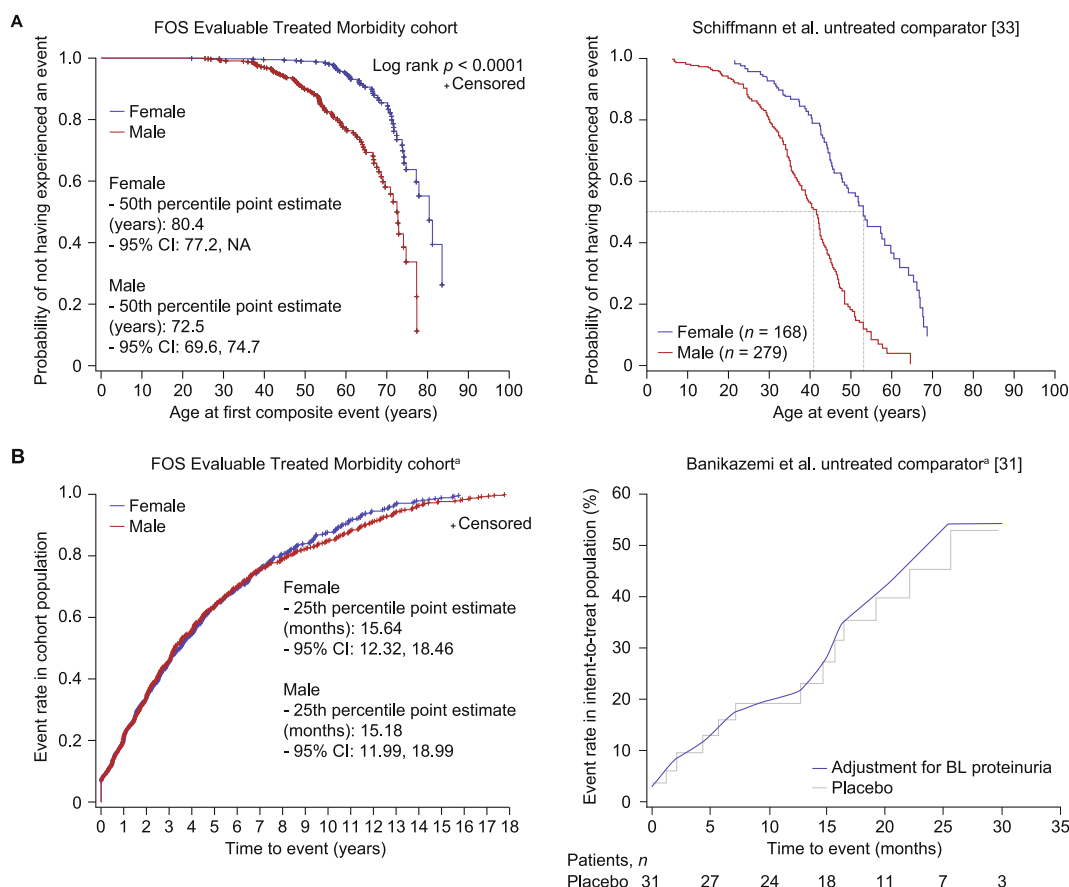 A
FOS Evaluable Treated Morbidity cohort
Probability of not having experienced an event
1.0
0.8
0.6
0.4
0.2
0
Log rank p < 0.0001
+Censored
Female
Male
Female
- 50th percentile point estimate
(years): 80.4
- 95% CI: 77.2, NA
Male
- 50th percentile point estimate
(years): 72.5
- 95% CI: 69.6, 74.7
0 10 20 30 40 50 60 70 80 90 100
Age at first composite event (years)
Schiffmann et al. untreated comparator [33]
Probability of not having experienced an event
1.0
0.8
0.6
0.4
0.2
0
Female (n = 168)
Male (n = 279)
0 10 20 30 40 50 60 70 80 90 100
Age at event (years)
B
FOS Evaluable Treated Morbidity cohortᵃ
Event rate in cohort population
1.0
0.8
0.6
0.4
0.2
0
Female
Male
+Censored
Female
- 25th percentile point estimate
(months): 15.64
- 95% CI: 12.32, 18.46
Male
- 25th percentile point estimate
(months): 15.18
- 95% CI: 11.99, 18.99
0 1 2 3 4 5 6 7 8 9 10 11 12 13 14 15 16 17 18
Time to event (years)
Banikazemi et al. untreated comparatorᵃ [31]
Event rate in intent-to-treat population (%)
60
50
40
30
20
10
0
Adjustment for BL proteinuria
Placebo
0 5 10 15 20 25 30 35
Time to event (months)
Patients, n
Placebo 31 27 24 18 11 7 3